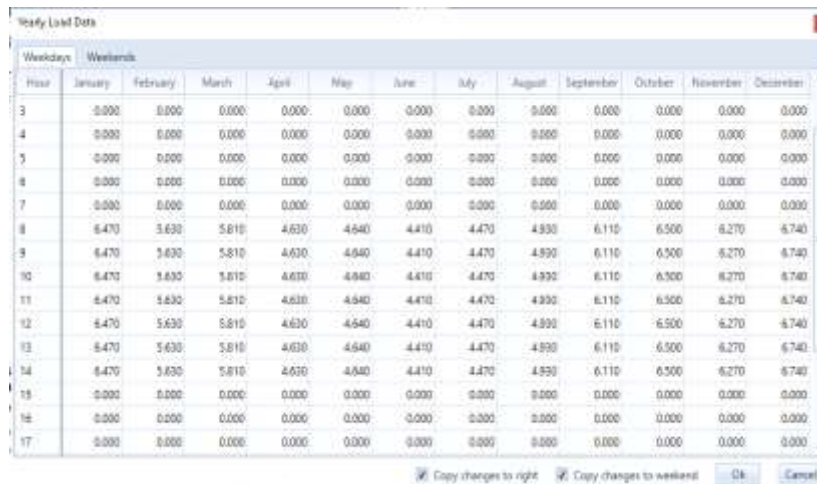 Yearly Load Data
Weekdays Weekends
Hour January February March April May June July August September October November December
3 0.000 0.000 0.000 0.000 0.000 0.000 0.000 0.000 0.000 0.000 0.000 0.000
4 0.000 0.000 0.000 0.000 0.000 0.000 0.000 0.000 0.000 0.000 0.000 0.000
5 0.000 0.000 0.000 0.000 0.000 0.000 0.000 0.000 0.000 0.000 0.000 0.000
6 0.000 0.000 0.000 0.000 0.000 0.000 0.000 0.000 0.000 0.000 0.000 0.000
7 0.000 0.000 0.000 0.000 0.000 0.000 0.000 0.000 0.000 0.000 0.000 0.000
8 6.470 5.630 5.810 4.630 4.640 4.410 4.470 4.930 6.110 6.500 6.270 6.740
9 6.470 5.630 5.810 4.630 4.640 4.410 4.470 4.930 6.110 6.500 6.270 6.740
10 6.470 5.630 5.810 4.630 4.640 4.410 4.470 4.930 6.110 6.500 6.270 6.740
11 6.470 5.630 5.810 4.630 4.640 4.410 4.470 4.930 6.110 6.500 6.270 6.740
12 6.470 5.630 5.810 4.630 4.640 4.410 4.470 4.930 6.110 6.500 6.270 6.740
13 6.470 5.630 5.810 4.630 4.640 4.410 4.470 4.930 6.110 6.500 6.270 6.740
14 6.470 5.630 5.810 4.630 4.640 4.410 4.470 4.930 6.110 6.500 6.270 6.740
15 0.000 0.000 0.000 0.000 0.000 0.000 0.000 0.000 0.000 0.000 0.000 0.000
16 0.000 0.000 0.000 0.000 0.000 0.000 0.000 0.000 0.000 0.000 0.000 0.000
17 0.000 0.000 0.000 0.000 0.000 0.000 0.000 0.000 0.000 0.000 0.000 0.000
Copy changes to right Copy changes to weekend Ok Cancel